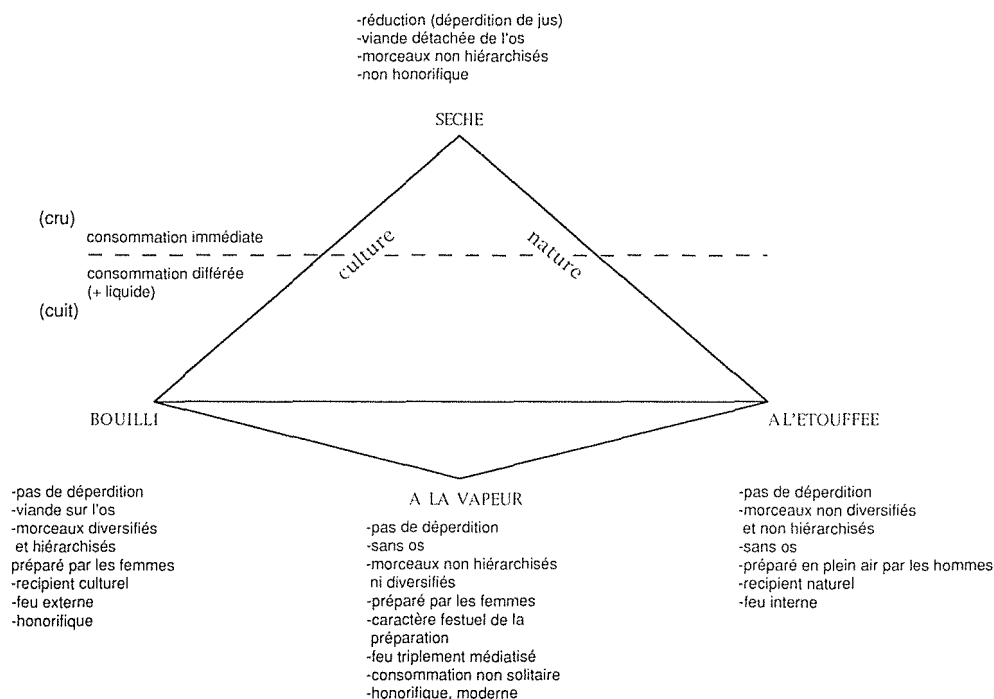 -réduction (déperdition de jus)
-viande détachée de l'os
-morceaux non hiérarchisés
-non honorifique
SECHE
(cru)
consommation immédiate
culture
nature
consommation différée
(+ liquide)
(cuit)
BOUILLI
A L'ETOUFFEE
-pas de déperdition
-viande sur l'os
-morceaux diversifiés
et hiérarchisés
préparé par les femmes
-recipient culturel
-feu externe
-honorifique
A LA VAPEUR
-pas de déperdition
-sans os
-morceaux non hiérarchisés
ni diversifiés
-préparé par les femmes
-caractère festuel de la
préparation
-feu triplement médiatisé
-consommation non solitaire
-honorifique, moderne
-pas de déperdition
-morceaux non diversifiés
et non hiérarchisés
-sans os
-préparé en plein air par les hommes
-recipient naturel
-feu interne